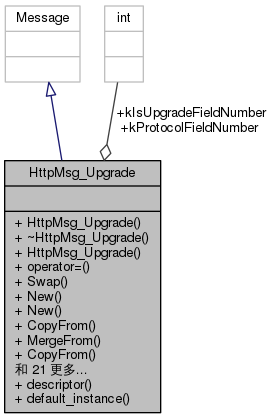 Message
int
+kIsUpgradeFieldNumber
+kProtocolFieldNumber
HttpMsg_Upgrade
+ HttpMsg_Upgrade()
+ ~HttpMsg_Upgrade()
+ HttpMsg_Upgrade()
+ operator=()
+ Swap()
+ New()
+ New()
+ CopyFrom()
+ MergeFrom()
+ CopyFrom()
和 21 更多...
+ descriptor()
+ default_instance()